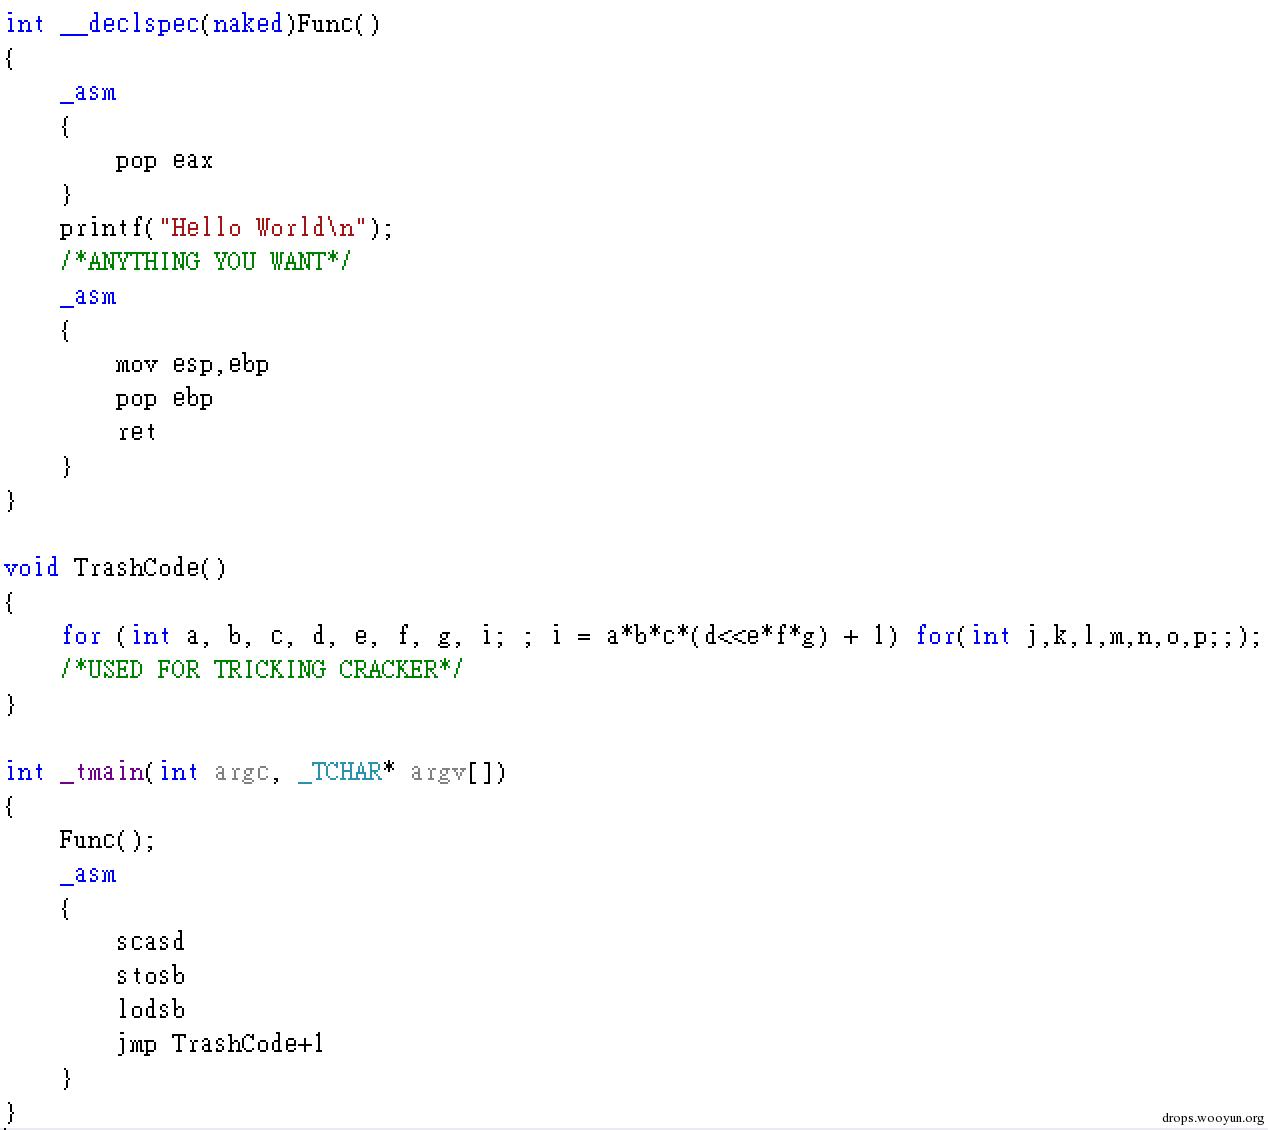 int __declspec(naked)Func()
{
_asm
{
pop eax
}
printf("Hello World\n");
/*ANYTHING YOU WANT*/
_asm
{
mov esp,ebp
pop ebp
ret
}
}
void TrashCode()
{
for (int a, b, c, d, e, f, g, i; ; i = a*b*c*(d<<e*f*g) + 1) for(int j,k,l,m,n,o,p;;);
/*USED FOR TRICKING CRACKER*/
}
int _tmain(int argc, _TCHAR* argv[])
{
Func();
_asm
{
scasd
stosb
lodsb
jmp TrashCode+1
}
}
drops.wooyun.org